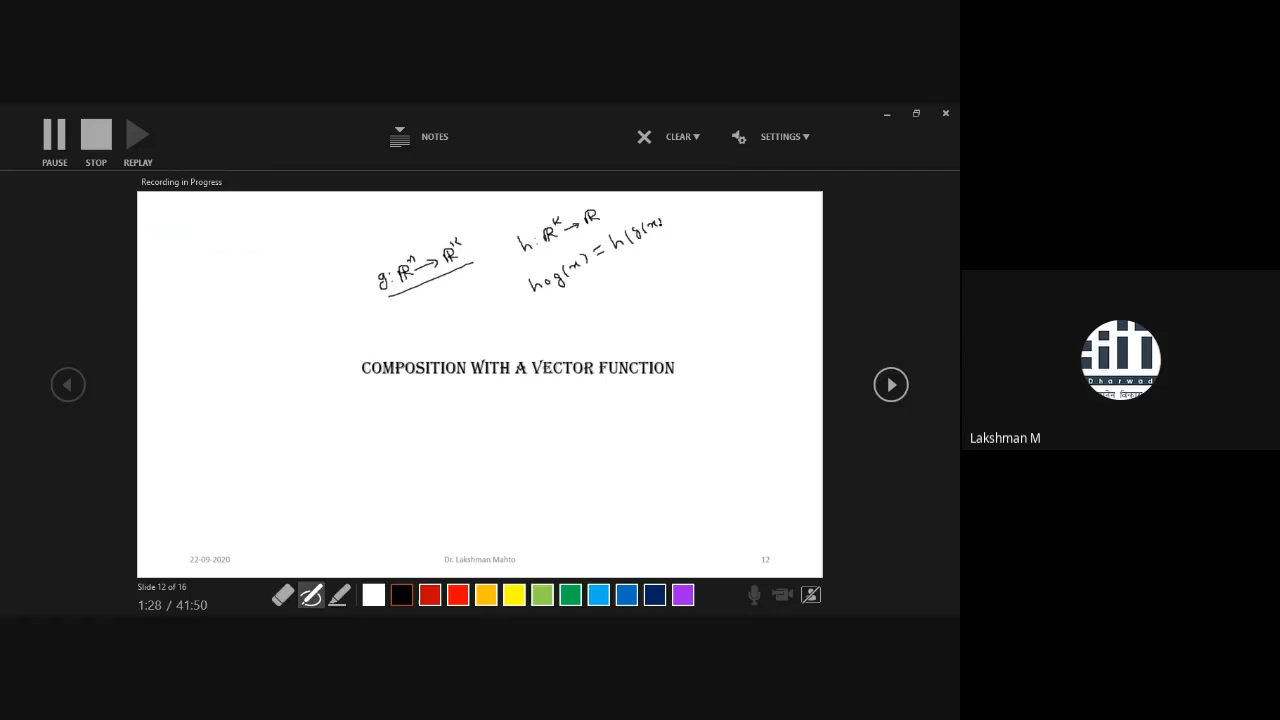 PAUSE STOP REPLAY
NOTES
CLEAR
SETTINGS
Recording in Progress
g: ℝⁿ → ℝᴷ
h: ℝᴷ → ℝ
hog(x) = h(g(x)
COMPOSITION WITH A VECTOR FUNCTION
22-09-2020 Dr. Lakshman Mahto 12
Slide 12 of 16
1:28 / 41:50
Dharwad
Lakshman M